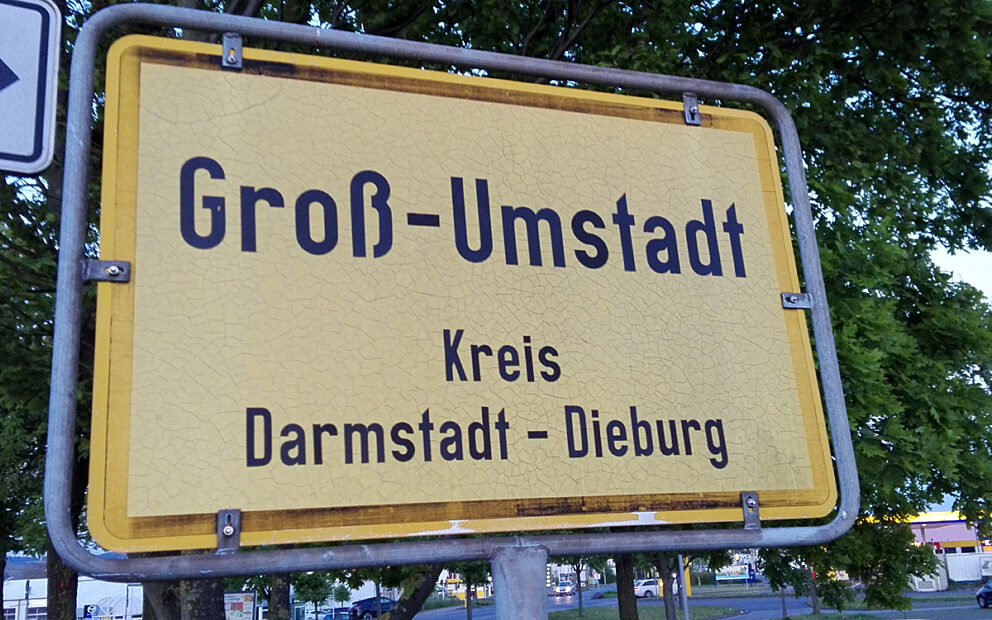 Groß-Umstadt
Kreis
Darmstadt - Dieburg